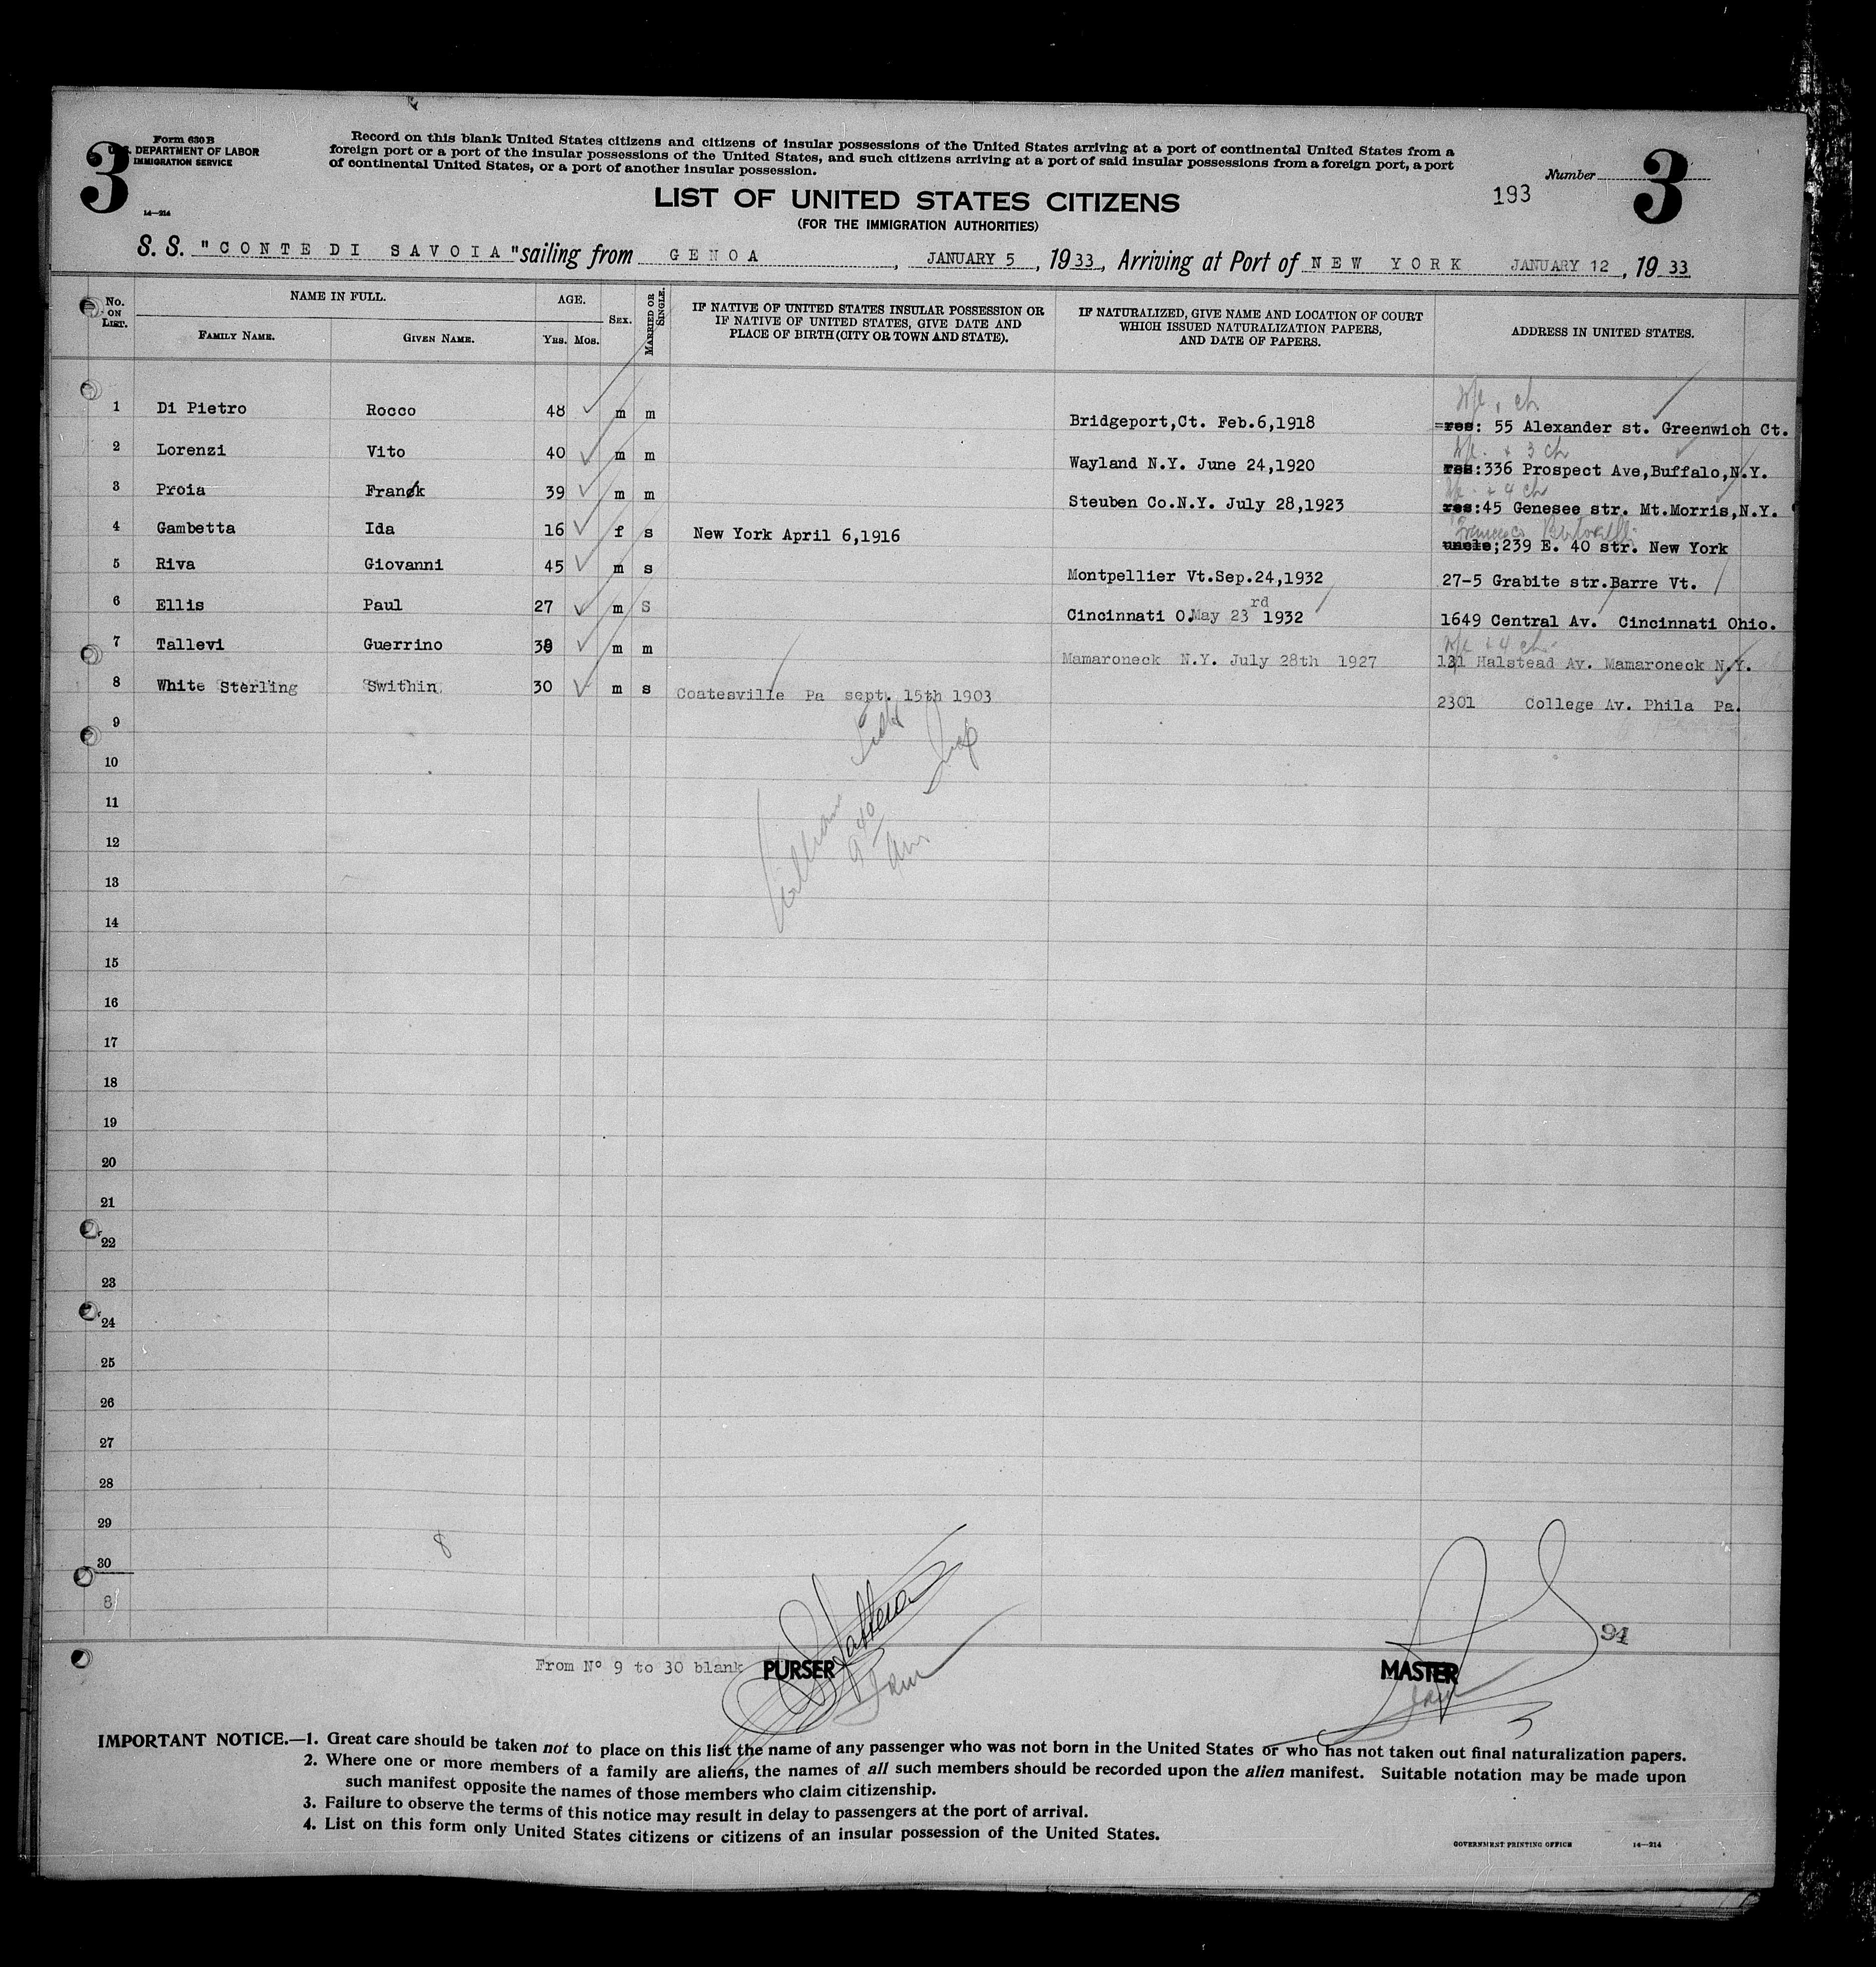 3
Form 630 B
U.S. DEPARTMENT OF LABOR
IMMIGRATION SERVICE
14—214
Record on this blank United States citizens and citizens of insular possessions of the United States arriving at a port of continental United States from a
foreign port or a port of the insular possessions of the United States, and such citizens arriving at a port of said insular possessions from a foreign port, a port
of continental United States, or a port of another insular possession.
Number
193
3
LIST OF UNITED STATES CITIZENS
(FOR THE IMMIGRATION AUTHORITIES)
S. S. "CONTE DI SAVOIA" sailing from GENOA, JANUARY 5, 1933, Arriving at Port of NEW YORK JANUARY 12, 1933
No. ON LIST.
NAME IN FULL.
FAMILY NAME.
GIVEN NAME.
AGE.
YRS. MOS.
SEX.
MARRIED OR SINGLE.
IF NATIVE OF UNITED STATES INSULAR POSSESSION OR
IF NATIVE OF UNITED STATES, GIVE DATE AND
PLACE OF BIRTH (CITY OR TOWN AND STATE).
IF NATURALIZED, GIVE NAME AND LOCATION OF COURT
WHICH ISSUED NATURALIZATION PAPERS,
AND DATE OF PAPERS.
ADDRESS IN UNITED STATES.
1 Di Pietro Rocco 48 m m Bridgeport,Ct. Feb.6,1918 res: 55 Alexander st. Greenwich Ct.
2 Lorenzi Vito 40 m m Wayland N.Y. June 24,1920 res:336 Prospect Ave,Buffalo,N.Y.
3 Proia Franck 39 m m Steuben Co.N.Y. July 28,1923 res:45 Genesee str. Mt.Morris,N.Y.
4 Gambetta Ida 16 f s New York April 6,1916 uncle;239 E. 40 str. New York
5 Riva Giovanni 45 m s Montpellier Vt.Sep.24,1932 27-5 Grabite str.Barre Vt.
6 Ellis Paul 27 m S Cincinnati O.May 23rd 1932 1649 Central Av. Cincinnati Ohio.
7 Tallevi Guerrino m m Mamaroneck N.Y. July 28th 1927 Halstead Av. Mamaroneck N.Y.
8 White Sterling Swithin 30 m s Coatesville Pa sept. 15th 1903 2301 College Av. Phila Pa.
9
10
11
12
13
14
15
16
17
18
19
20
21
22
23
24
25
26
27
28
29
30
8
8
94
From Nº 9 to 30 blank PURSER
MASTER
IMPORTANT NOTICE.—1. Great care should be taken not to place on this list the name of any passenger who was not born in the United States or who has not taken out final naturalization papers.
2. Where one or more members of a family are aliens, the names of all such members should be recorded upon the alien manifest. Suitable notation may be made upon
such manifest opposite the names of those members who claim citizenship.
3. Failure to observe the terms of this notice may result in delay to passengers at the port of arrival.
4. List on this form only United States citizens or citizens of an insular possession of the United States.
GOVERNMENT PRINTING OFFICE 14—214